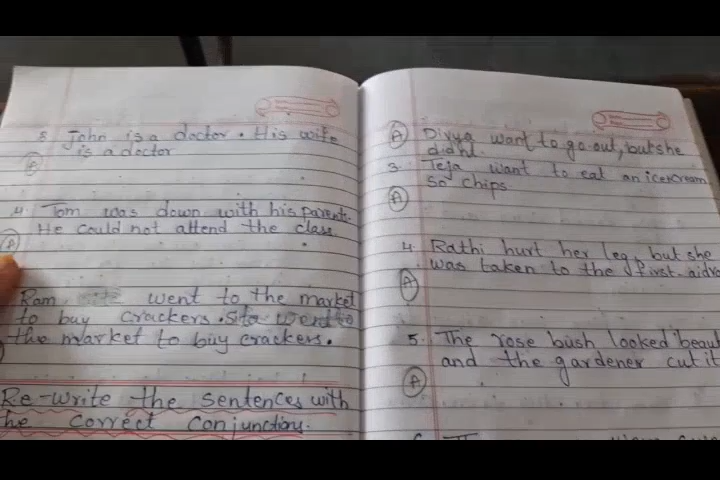 3. John is a doctor. His wife
is a doctor
A
4. Tom was down with his parents.
He could not attend the class.
A
Ram went to the market
to buy crackers. Sita went to
the market to buy crackers.
Re-write the sentences with
the correct conjunction.
A Divya want to go out, but she
didnt
3. Teja want to eat an icecream
so chips
A
4. Rathi hurt her leg, but she
was taken to the first-aid
A
5. The rose bush looked beaut
and the gardener cut it
A